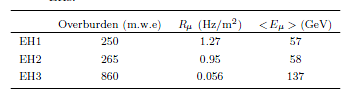 Overburden (m.w.e) Rμ (Hz/m²) <Eμ> (GeV)
EH1 250 1.27 57
EH2 265 0.95 58
EH3 860 0.056 137